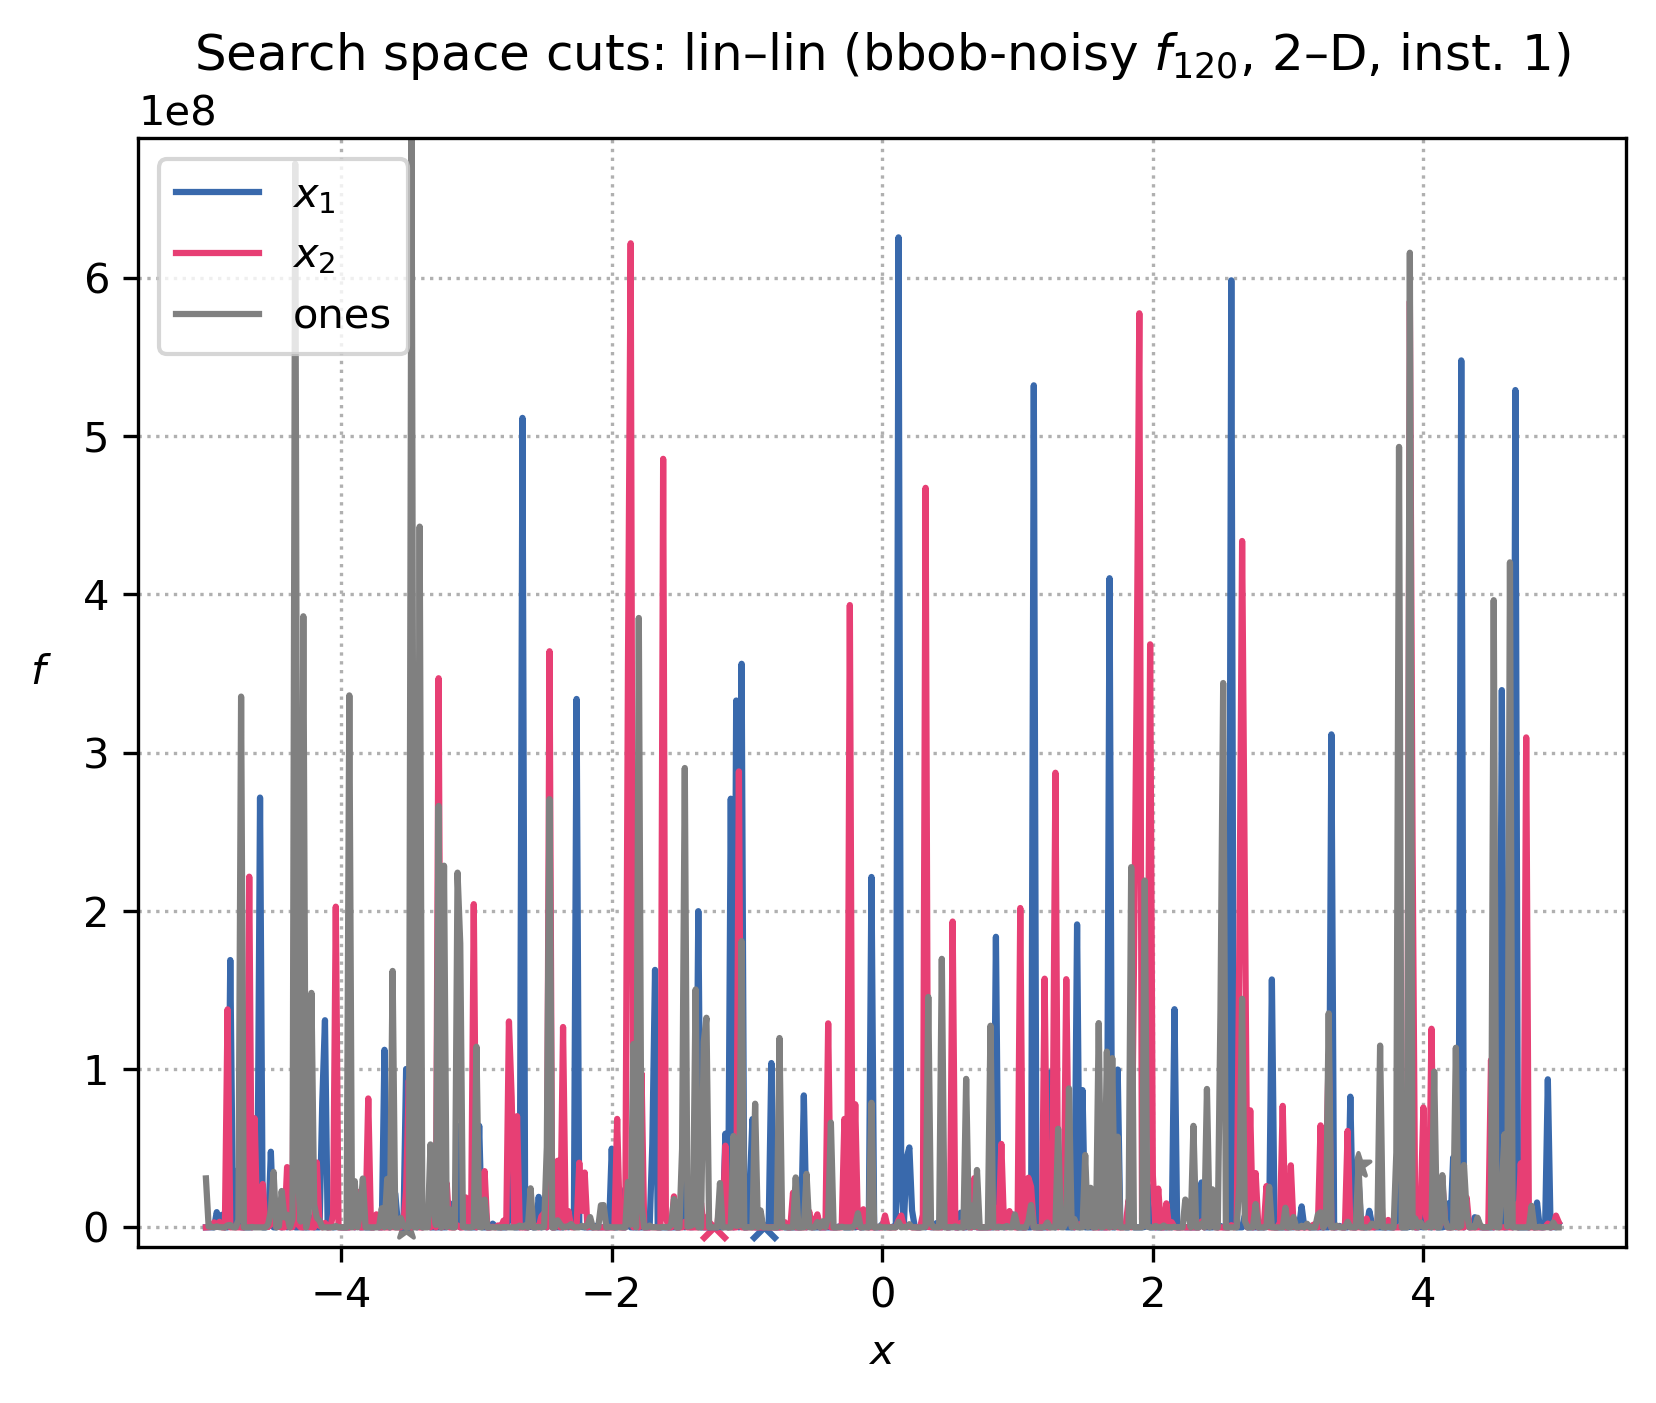 Search space cuts: lin–lin (bbob-noisy f₁₂₀, 2–D, inst. 1)
1e8
x₁
x₂
ones
6
5
4
3
2
1
0
f
−4 −2 0 2 4
x